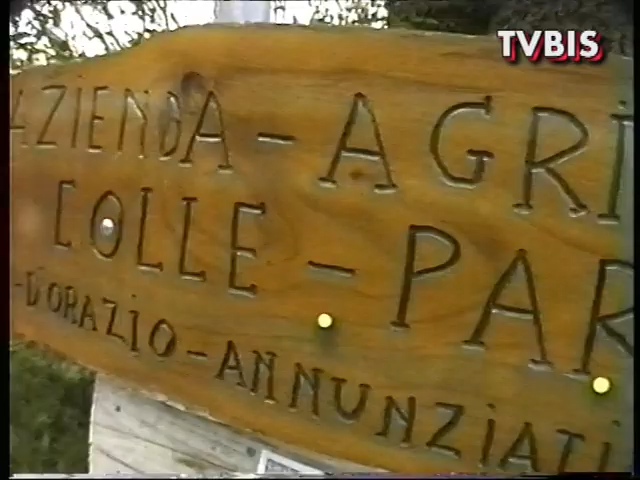 TVBIS
AZIENDA - AGRI
COLLE - PAR
- D'ORAZIO - ANNUNZIATI